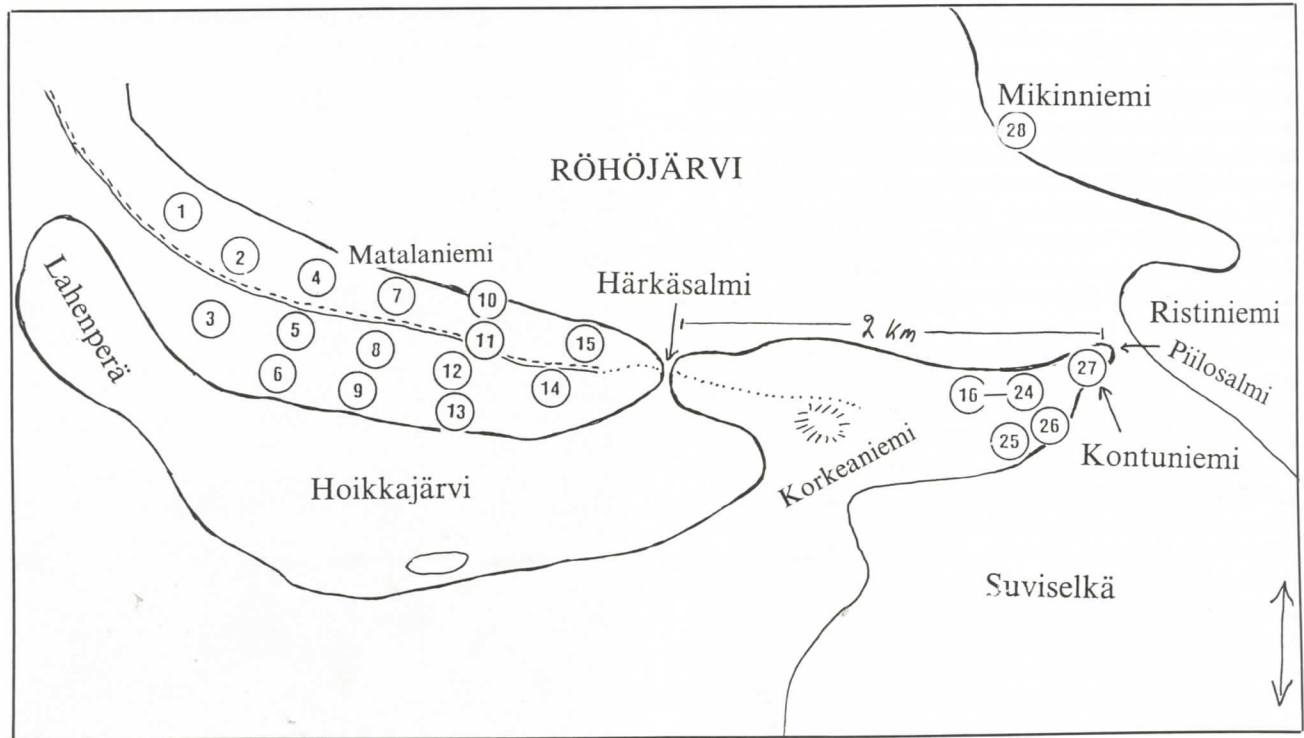 Mikinniemi
28
RÖHÖJÄRVI
1
2
4
Matalaniemi
7
10
Härkäsalmi
2 km
Ristiniemi
Piilosalmi
Lahenperä
3
5
8
11
15
6
9
12
14
13
16 — 24
27
25
26
Kontuniemi
Korkeaniemi
Hoikkajärvi
Suviselkä